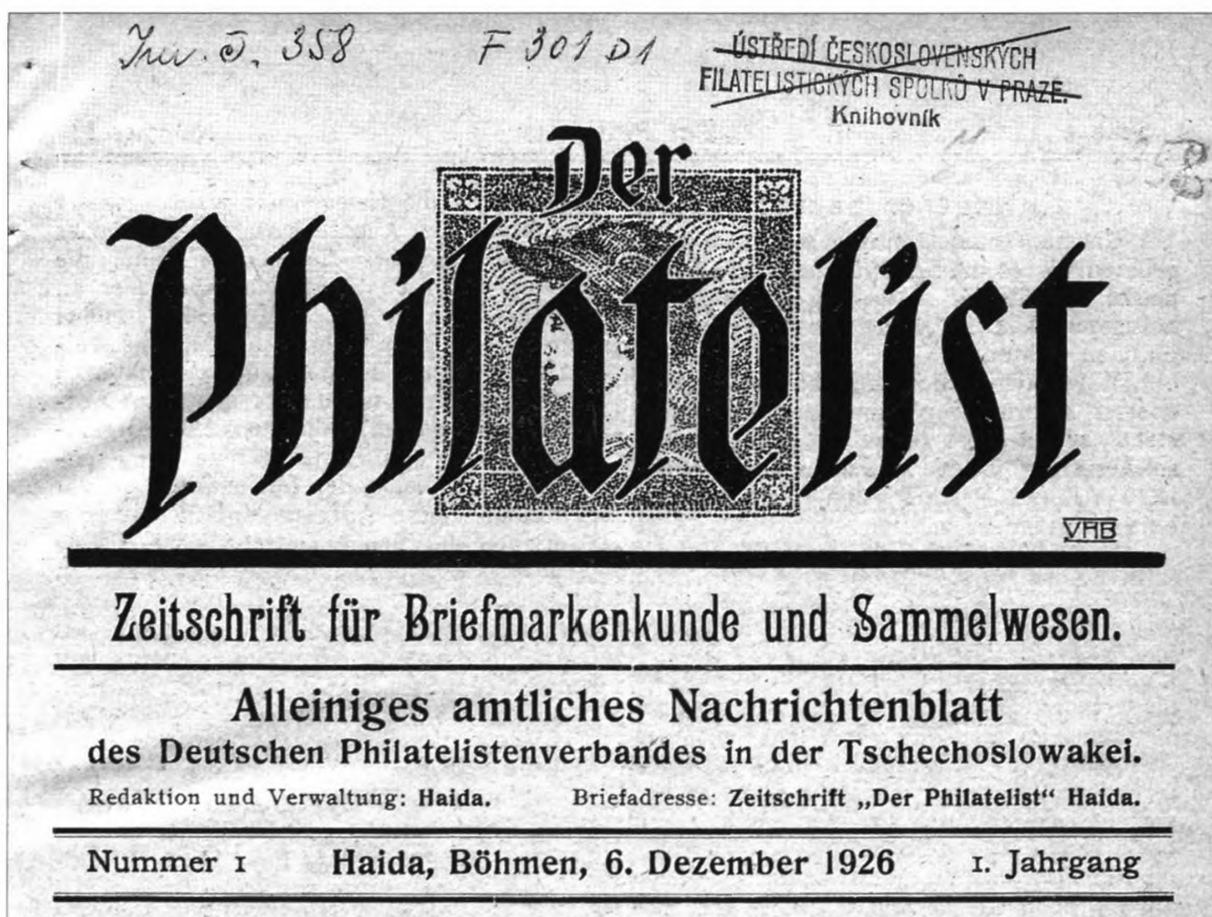 Inv. č. 358 F 301 D1
ÚSTŘEDÍ ČESKOSLOVENSKÝCH
FILATELISTICKÝCH SPOLKŮ V PRAZE.
Knihovník
Der
Philatelist
VHB
Zeitschrift für Briefmarkenkunde und Sammelwesen.
Alleiniges amtliches Nachrichtenblatt
des Deutschen Philatelistenverbandes in der Tschechoslowakei.
Redaktion und Verwaltung: Haida. Briefadresse: Zeitschrift „Der Philatelist“ Haida.
Nummer 1 Haida, Böhmen, 6. Dezember 1926 1. Jahrgang